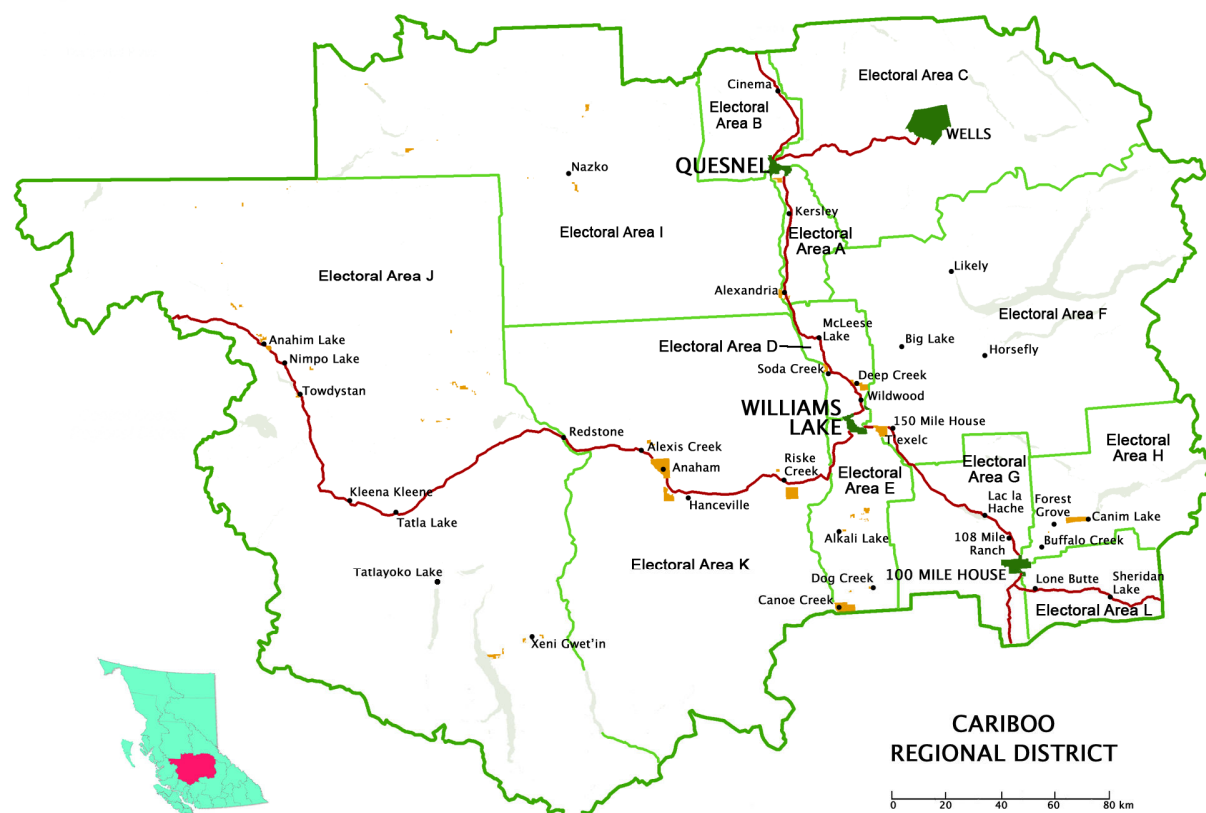 Cinema
Electoral Area C
Electoral
Area B
WELLS
QUESNEL
Nazko
Kersley
Electoral Area I
Electoral
Area A
Electoral Area J
Likely
Alexandria
Electoral Area F
McLeese
Lake
Anahim Lake
Electoral Area D
Big Lake
Nimpo Lake
Horsefly
Soda Creek
Deep Creek
Towdystan
Wildwood
WILLIAMS
LAKE
150 Mile House
Redstone
T'exelc
Alexis Creek
Electoral
Area H
Riske
Creek
Electoral
Area G
Anaham
Electoral
Area E
Kleena Kleene
Hanceville
Lac la
Hache
Forest
Grove
Canim Lake
Tatla Lake
Alkali Lake
108 Mile
Ranch
Buffalo Creek
Electoral Area K
Tatlayoko Lake
100 MILE HOUSE
Dog Creek
Lone Butte
Sheridan
Lake
Canoe Creek
Electoral Area L
Xeni Gwet'in
CARIBOO
REGIONAL DISTRICT
0 20 40 60 80 km